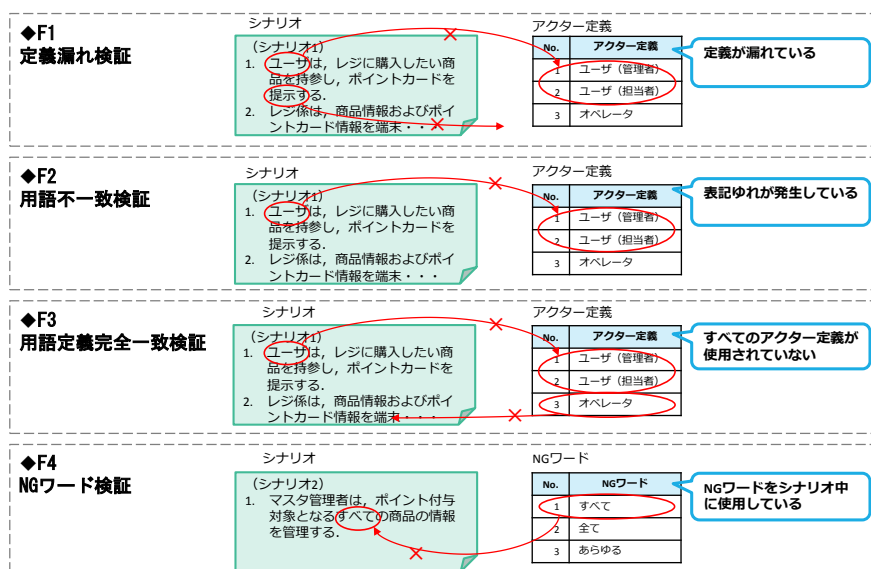 ◆F1
定義漏れ検証
シナリオ
(シナリオ1)
1. ユーザは，レジに購入したい商
品を持参し，ポイントカードを
提示する．
2. レジ係は，商品情報およびポイ
ントカード情報を端末・・
アクター定義
No. アクター定義
1 ユーザ（管理者）
2 ユーザ（担当者）
3 オペレータ
定義が漏れている
◆F2
用語不一致検証
シナリオ
(シナリオ1)
1. ユーザは，レジに購入したい商
品を持参し，ポイントカードを
提示する．
2. レジ係は，商品情報およびポイ
ントカード情報を端末・・・
アクター定義
No. アクター定義
1 ユーザ（管理者）
2 ユーザ（担当者）
3 オペレータ
表記ゆれが発生している
◆F3
用語定義完全一致検証
シナリオ
(シナリオ1)
1. ユーザは，レジに購入したい商
品を持参し，ポイントカードを
提示する．
2. レジ係は，商品情報およびポイ
ントカード情報を端末・・・
アクター定義
No. アクター定義
1 ユーザ（管理者）
2 ユーザ（担当者）
3 オペレータ
すべてのアクター定義が
使用されていない
◆F4
NGワード検証
シナリオ
(シナリオ2)
1. マスタ管理者は，ポイント付与
対象となるすべての商品の情報
を管理する．
NGワード
No. NGワード
1 すべて
2 全て
3 あらゆる
NGワードをシナリオ中
に使用している